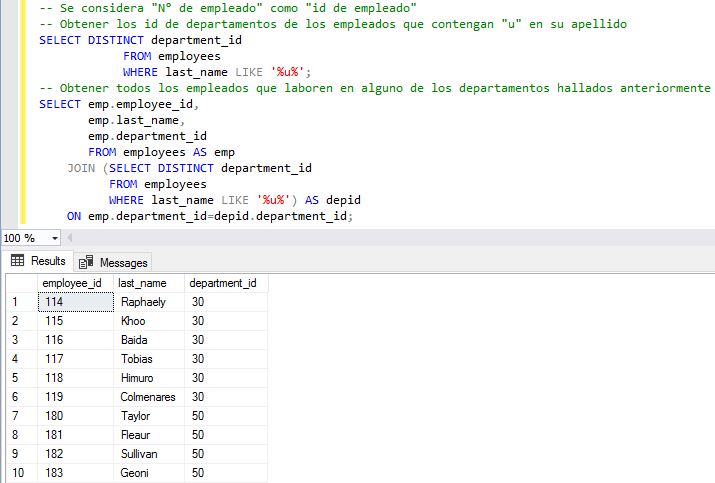 -- Se considera "N° de empleado" como "id de empleado"
-- Obtener los id de departamentos de los empleados que contengan "u" en su apellido
SELECT DISTINCT department_id
FROM employees
WHERE last_name LIKE '%u%';
-- Obtener todos los empleados que laboren en alguno de los departamentos hallados anteriormente
SELECT emp.employee_id,
emp.last_name,
emp.department_id
FROM employees AS emp
JOIN (SELECT DISTINCT department_id
FROM employees
WHERE last_name LIKE '%u%') AS depid
ON emp.department_id=depid.department_id;
100 %
Results Messages
employee_id last_name department_id
1 114 Raphaely 30
2 115 Khoo 30
3 116 Baida 30
4 117 Tobias 30
5 118 Himuro 30
6 119 Colmenares 30
7 180 Taylor 50
8 181 Fleaur 50
9 182 Sullivan 50
10 183 Geoni 50